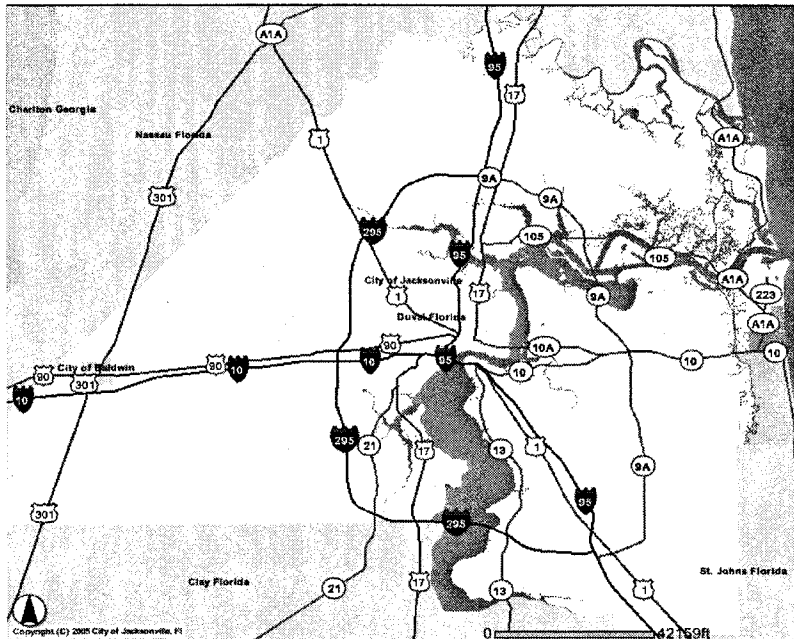 A1A
95
17
Charlton Georgia
Nassau Florida
1
A1A
301
9A
9A
295
95
105
105
City of Jacksonville
A1A
1
17
9A
223
Duval Florida
A1A
90
10A
90
10
95
10
10
City of Baldwin
90
10
10
301
10
295
21
17
13
1
9A
95
301
295
Clay Florida
St. Johns Florida
21
17
13
1
Copyright (C) 2005 City of Jacksonville, Fl
0 42159ft